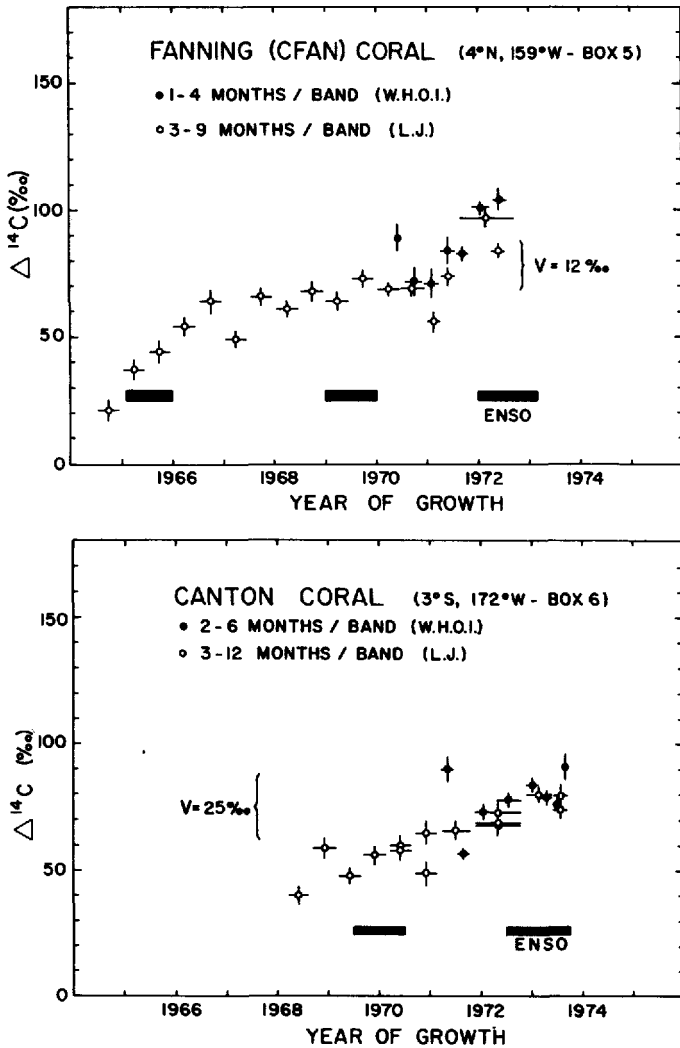 FANNING (CFAN) CORAL (4°N, 159°W - BOX 5)
• 1-4 MONTHS / BAND (W.H.O.I.)
○ 3-9 MONTHS / BAND (L.J.)
150
100
50
0
Δ ¹⁴C (‰)
V = 12 ‰
ENSO
1966 1968 1970 1972 1974
YEAR OF GROWTH
CANTON CORAL (3°S, 172°W - BOX 6)
• 2-6 MONTHS / BAND (W.H.O.I.)
○ 3-12 MONTHS / BAND (L.J.)
150
100
50
0
Δ ¹⁴C (‰)
V = 25‰
ENSO
1966 1968 1970 1972 1974
YEAR OF GROWTH